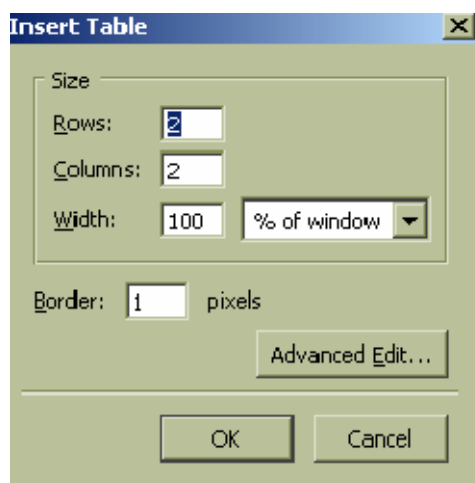 Insert Table
Size
Rows: 2
Columns: 2
Width: 100 % of window
Border: 1 pixels
Advanced Edit...
OK Cancel